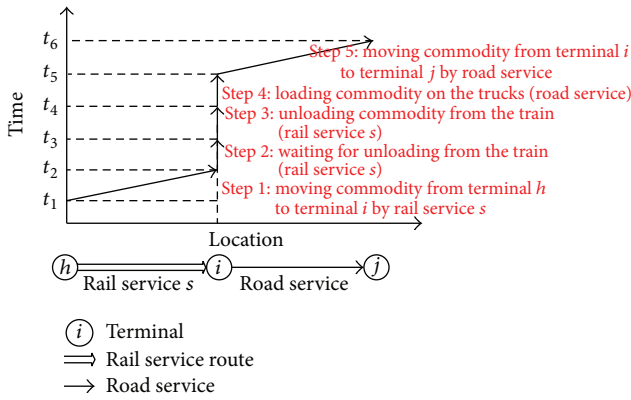 t6
t5
t4
t3
t2
t1
Time
Step 5: moving commodity from terminal i
to terminal j by road service
Step 4: loading commodity on the trucks (road service)
Step 3: unloading commodity from the train
(rail service s)
Step 2: waiting for unloading from the train
(rail service s)
Step 1: moving commodity from terminal h
to terminal i by rail service s
Location
h i j
Rail service s Road service
i Terminal
Rail service route
Road service